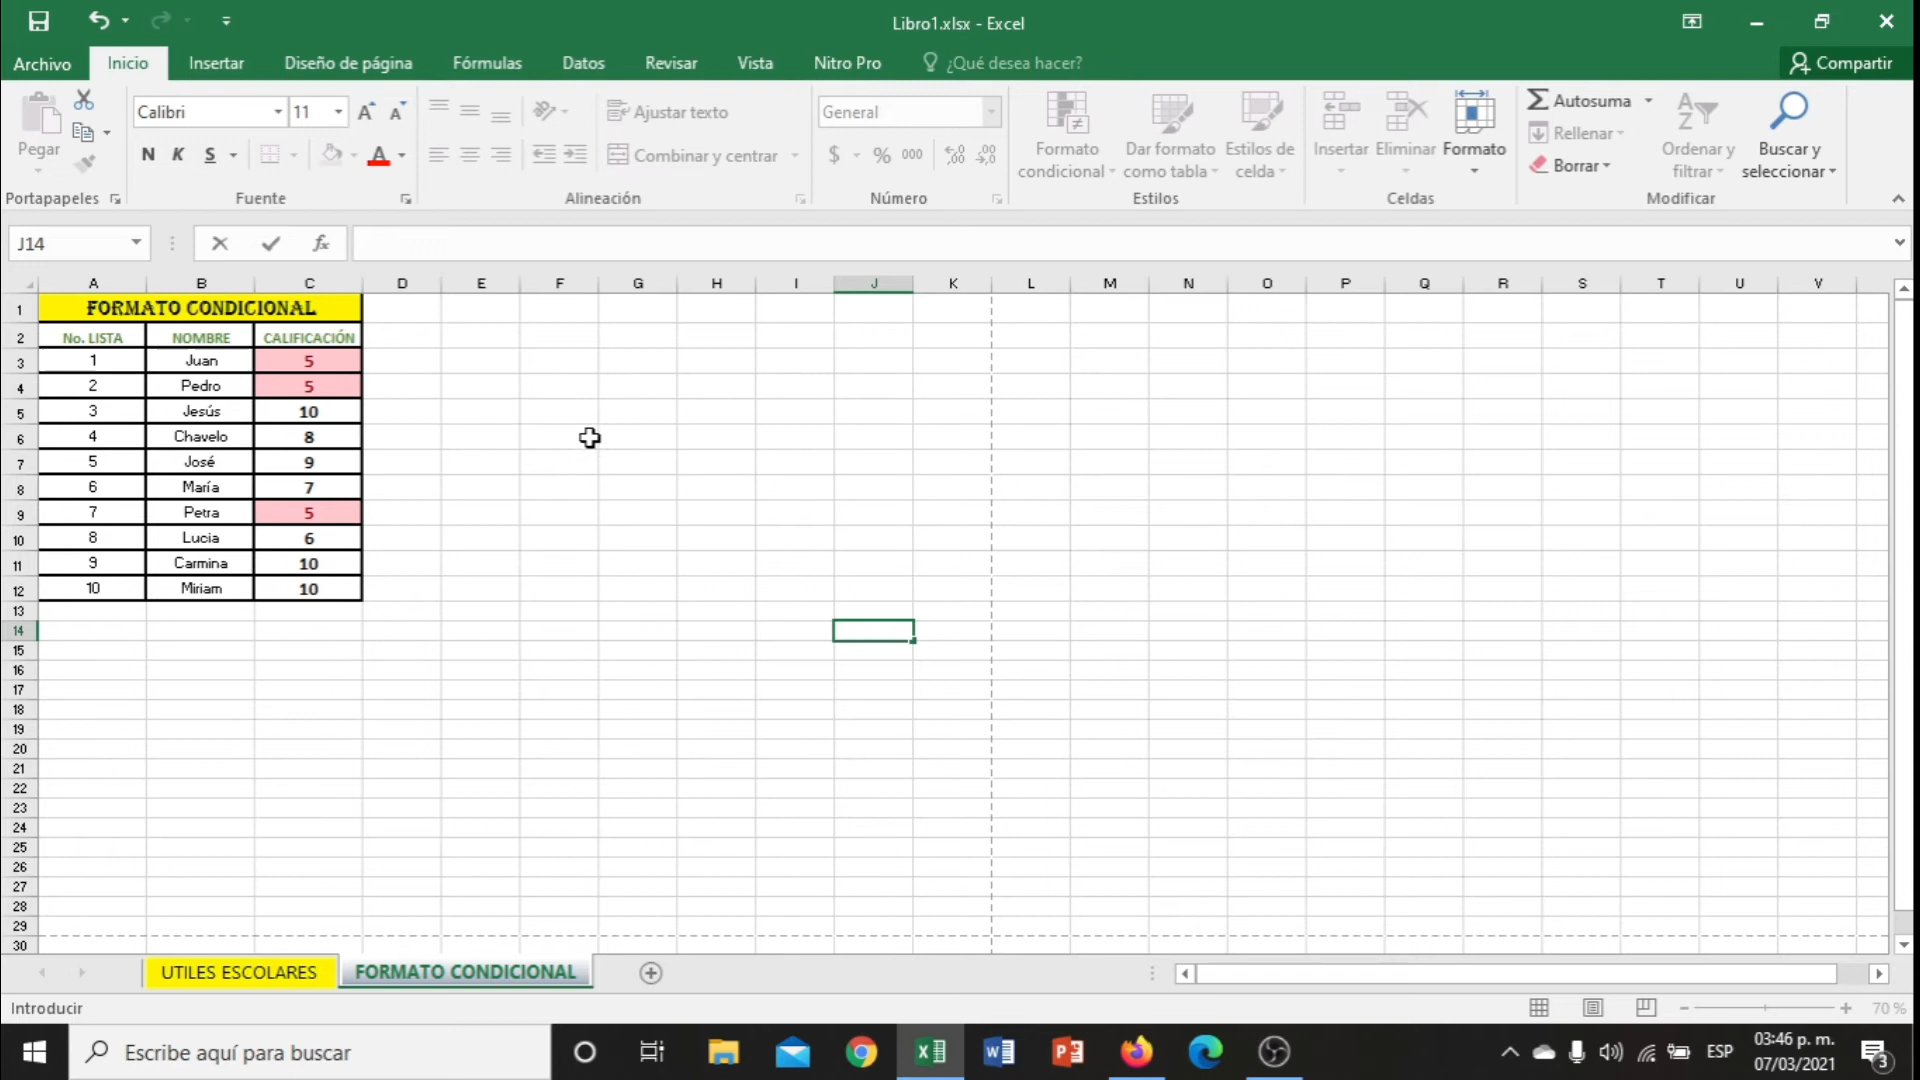 Libro1.xlsx - Excel
Archivo Inicio Insertar Diseño de página Fórmulas Datos Revisar Vista Nitro Pro ¿Qué desea hacer? Compartir
Pegar
Calibri 11
N K S
Ajustar texto
Combinar y centrar
General
$ % 000
Formato condicional
Dar formato como tabla
Estilos de celda
Insertar Eliminar Formato
Autosuma
Rellenar
Borrar
Ordenar y filtrar
Buscar y seleccionar
Portapapeles Fuente Alineación Número Estilos Celdas Modificar
J14 fx
A B C D E F G H I J K L M N O P Q R S T U V
1 FORMATO CONDICIONAL
2 No. LISTA NOMBRE CALIFICACIÓN
3 1 Juan 5
4 2 Pedro 5
5 3 Jesús 10
6 4 Chavelo 8
7 5 José 9
8 6 María 7
9 7 Petra 5
10 8 Lucia 6
11 9 Carmina 10
12 10 Miriam 10
13
14
15
16
17
18
19
20
21
22
23
24
25
26
27
28
29
30
UTILES ESCOLARES FORMATO CONDICIONAL
Introducir 70 %
Escribe aquí para buscar
ESP
03:46 p. m.
07/03/2021
3